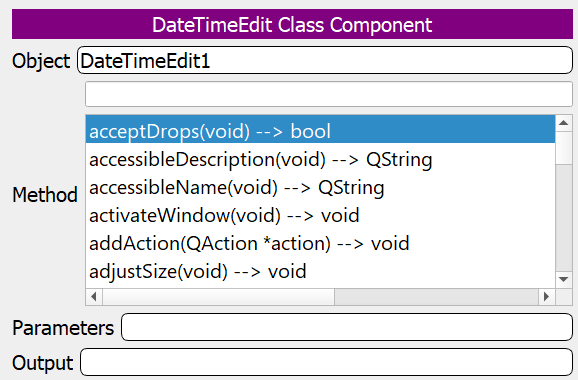 DateTimeEdit Class Component
Object DateTimeEdit1
acceptDrops(void) --> bool
accessibleDescription(void) --> QString
accessibleName(void) --> QString
Method
activateWindow(void) --> void
addAction(QAction *action) --> void
adjustSize(void) --> void
Parameters
Output